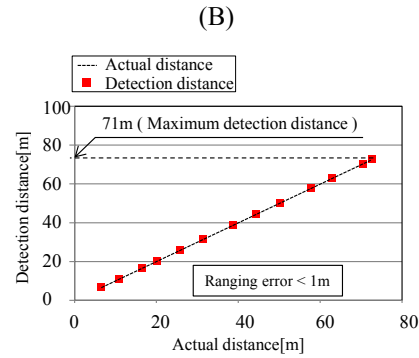 (B)
Actual distance
Detection distance
100
80
60
40
20
0
Detection distance[m]
71m ( Maximum detection distance )
Ranging error < 1m
0 20 40 60 80
Actual distance[m]